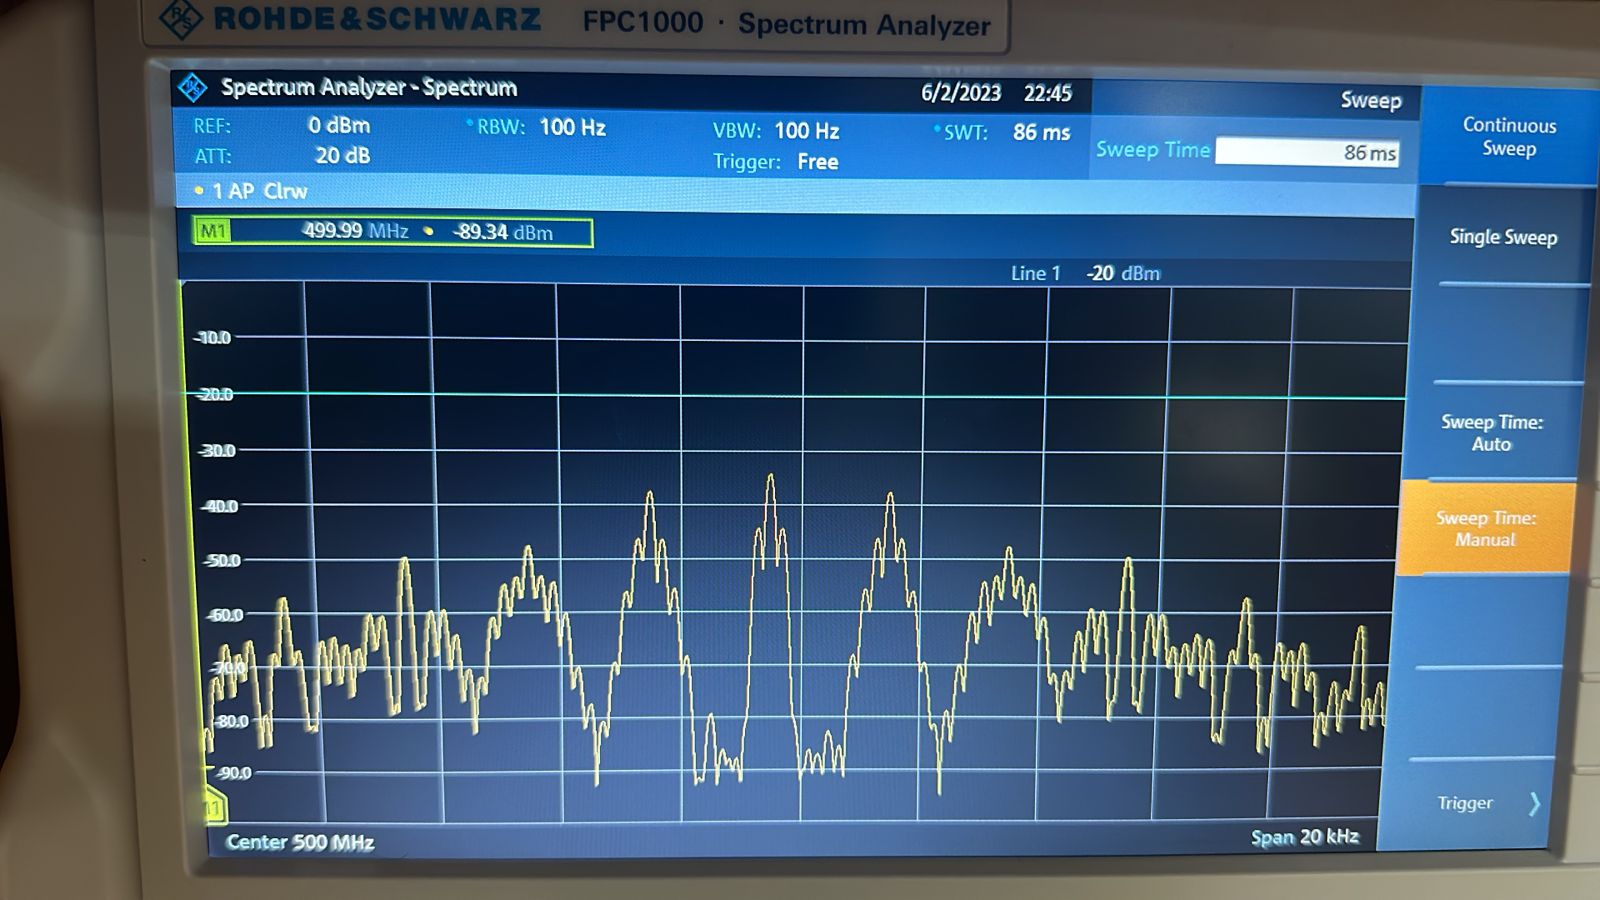 ROHDE&SCHWARZ FPC1000 · Spectrum Analyzer
Spectrum Analyzer - Spectrum 6/2/2023 22:45 Sweep
REF: 0 dBm RBW: 100 Hz VBW: 100 Hz SWT: 86 ms
ATT: 20 dB Trigger: Free
Sweep Time 86 ms
1 AP Clrw
M1 499.99 MHz -89.34 dBm
Line 1 -20 dBm
-10.0
-20.0
-30.0
-40.0
-50.0
-60.0
-70.0
-80.0
-90.0
Center 500 MHz Span 20 kHz
Continuous
Sweep
Single Sweep
Sweep Time:
Auto
Sweep Time:
Manual
Trigger